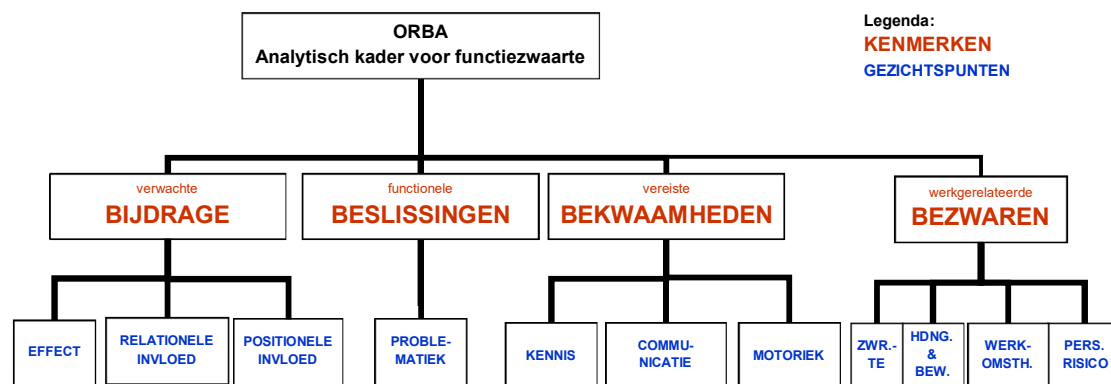 ORBA
Analytisch kader voor functiezwaarte
Legenda:
KENMERKEN
GEZICHTSPUNTEN
verwachte
BIJDRAGE
functionele
BESLISSINGEN
vereiste
BEKWAAMHEDEN
werkgerelateerde
BEZWAREN
EFFECT
RELATIONELE
INVLOED
POSITIONELE
INVLOED
PROBLE-
MATIEK
KENNIS
COMMU-
NICATIE
MOTORIEK
ZWR.-
TE
HDNG.
&
BEW.
WERK-
OMSTH.
PERS.
RISICO